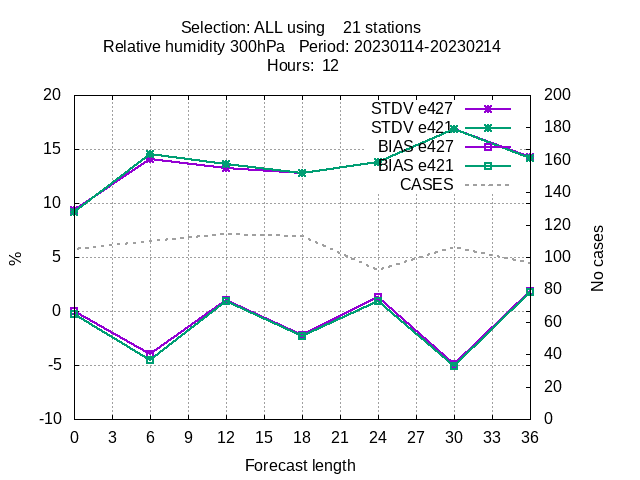 Selection: ALL using    21 stations
Relative humidity 300hPa   Period: 20230114-20230214
Hours:  12
20
15
10
5
0
-5
-10
%
200
180
160
140
120
100
80
60
40
20
0
No cases
STDV e427
STDV e421
BIAS e427
BIAS e421
CASES
0 3 6 9 12 15 18 21 24 27 30 33 36
Forecast length